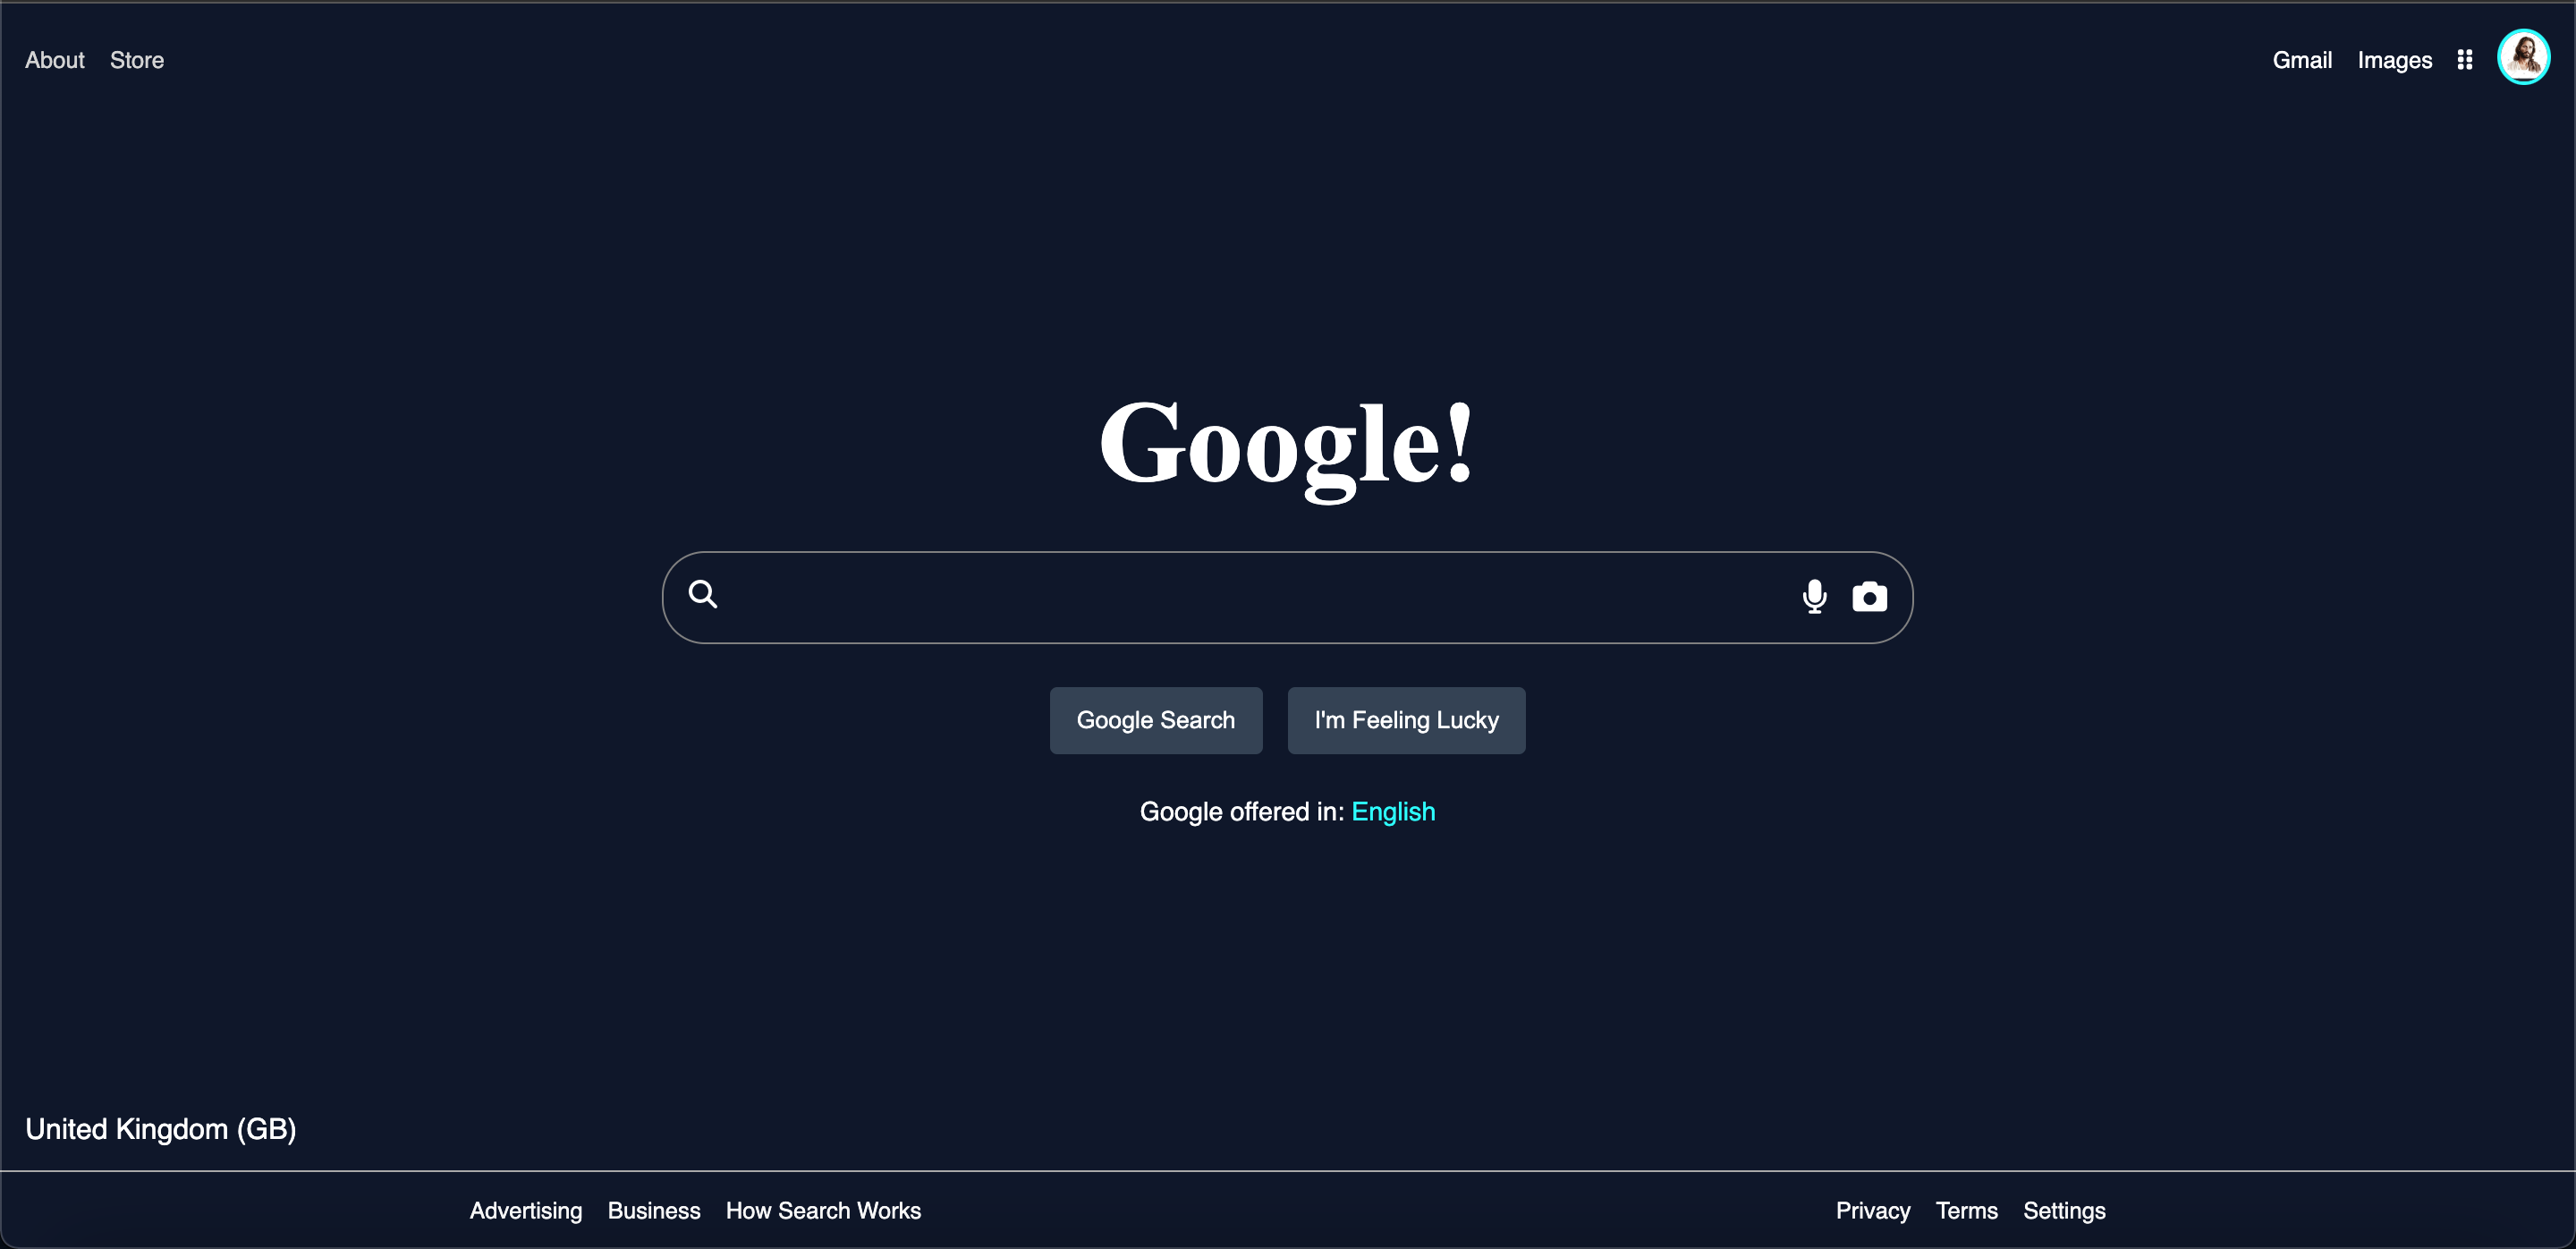 About Store Gmail Images
Google!
Google Search I'm Feeling Lucky
Google offered in: English
United Kingdom (GB)
Advertising Business How Search Works Privacy Terms Settings